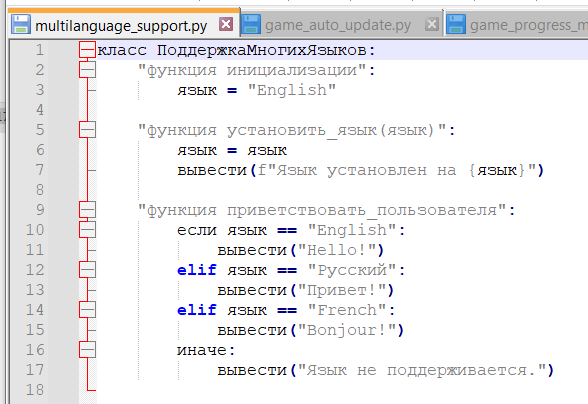 multilanguage_support.py game_auto_update.py game_progress_m
1 класс ПоддержкаМногихЯзыков:
2 "функция инициализации":
3 язык = "English"
4
5 "функция установить_язык(язык)":
6 язык = язык
7 вывести(f"Язык установлен на {язык}")
8
9 "функция приветствовать_пользователя":
10 если язык == "English":
11 вывести("Hello!")
12 elif язык == "Русский":
13 вывести("Привет!")
14 elif язык == "French":
15 вывести("Bonjour!")
16 иначе:
17 вывести("Язык не поддерживается.")
18